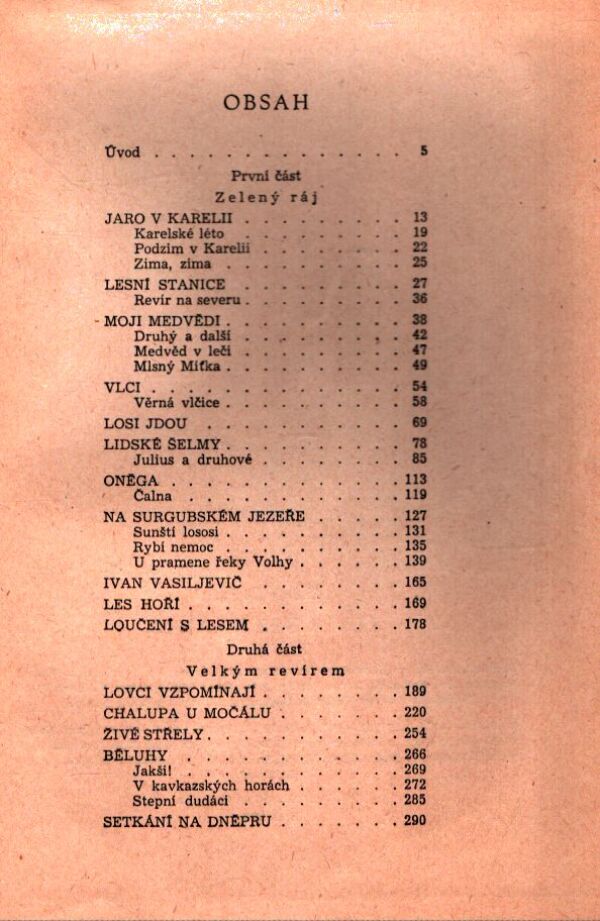 OBSAH
Úvod . . . . . . . . . . . . . . 5
První část
Zelený ráj
JARO V KARELII . . . . . . . . . 13
Karelské léto . . . . . . . . . 19
Podzim v Karelii . . . . . . . . 22
Zima, zima . . . . . . . . . . 25
LESNÍ STANICE . . . . . . . . . 27
Revír na severu . . . . . . . . . 36
MOJI MEDVĚDI . . . . . . . . . . 38
Druhý a další . . . . . . . . . 42
Medvěd v leči . . . . . . . . . 47
Mlsný Míťka . . . . . . . . . . 49
VLCI . . . . . . . . . . . . . 54
Věrná vlčice . . . . . . . . . . 58
LOSI JDOU . . . . . . . . . . 69
LIDSKÉ ŠELMY . . . . . . . . . . 78
Julius a druhové . . . . . . . . 85
ONĚGA . . . . . . . . . . . . 113
Čalna . . . . . . . . . . . . 119
NA SURGUBSKÉM JEZEŘE . . . . . 127
Sunští lososi . . . . . . . . . . 131
Rybí nemoc . . . . . . . . . . 135
U pramene řeky Volhy . . . . . . 139
IVAN VASILJEVIČ . . . . . . . . 165
LES HOŘÍ . . . . . . . . . . . . 169
LOUČENÍ S LESEM . . . . . . . . 178
Druhá část
Velkým revírem
LOVCI VZPOMÍNAJÍ . . . . . . . . 189
CHALUPA U MOČÁLU . . . . . . . 220
ŽIVÉ STŘELY . . . . . . . . . . . 254
BĚLUHY . . . . . . . . . . . . 266
Jakší! . . . . . . . . . . . . 269
V kavkazských horách . . . . . . 272
Stepní dudáci . . . . . . . . . 285
SETKÁNÍ NA DNĚPRU . . . . . . . 290